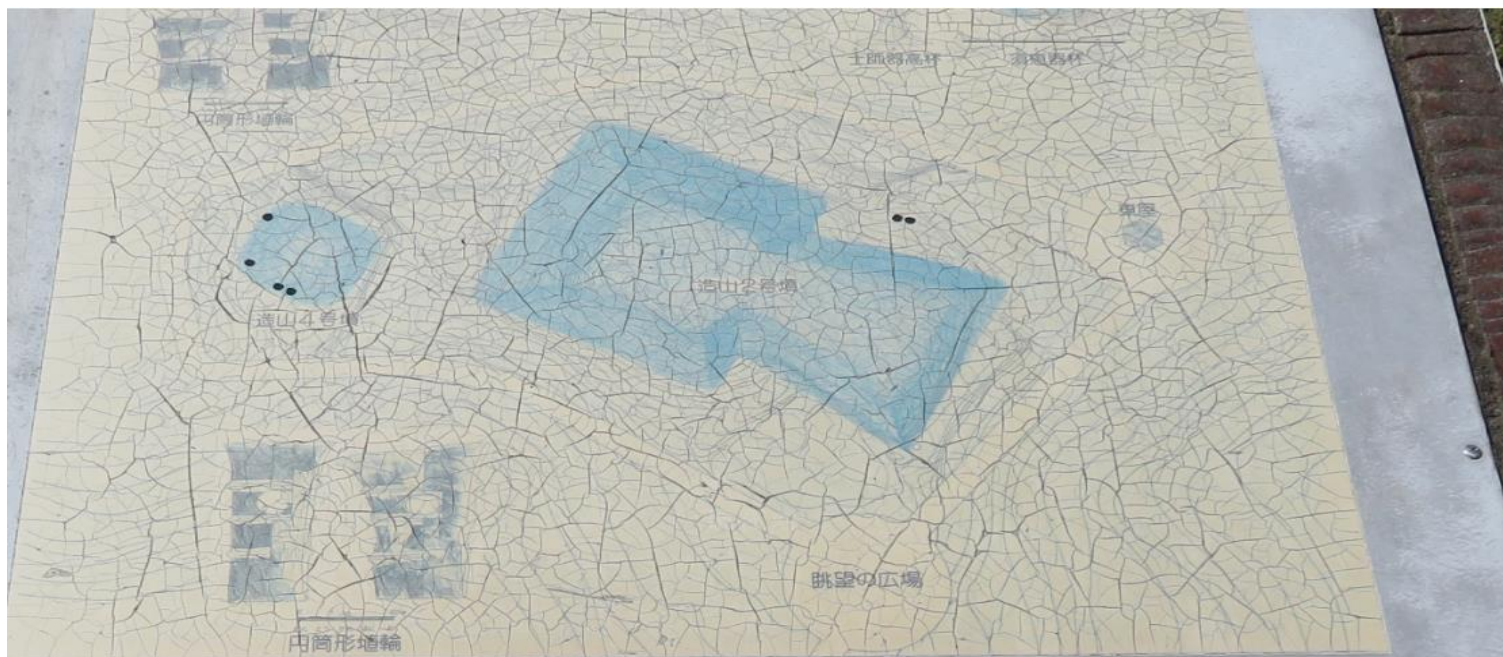 土師器高杯
須恵器杯
円筒形埴輪
東屋
造山2号墳
造山4号墳
眺望の広場
円筒形埴輪